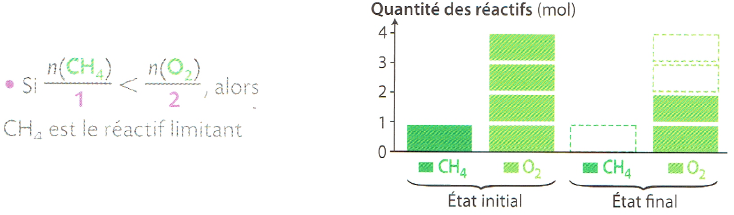 • Si n(CH₄)/1 < n(O₂)/2, alors
CH₄ est le réactif limitant
Quantité des réactifs (mol)
4
3
2
1
0
CH₄ O₂ CH₄ O₂
État initial État final